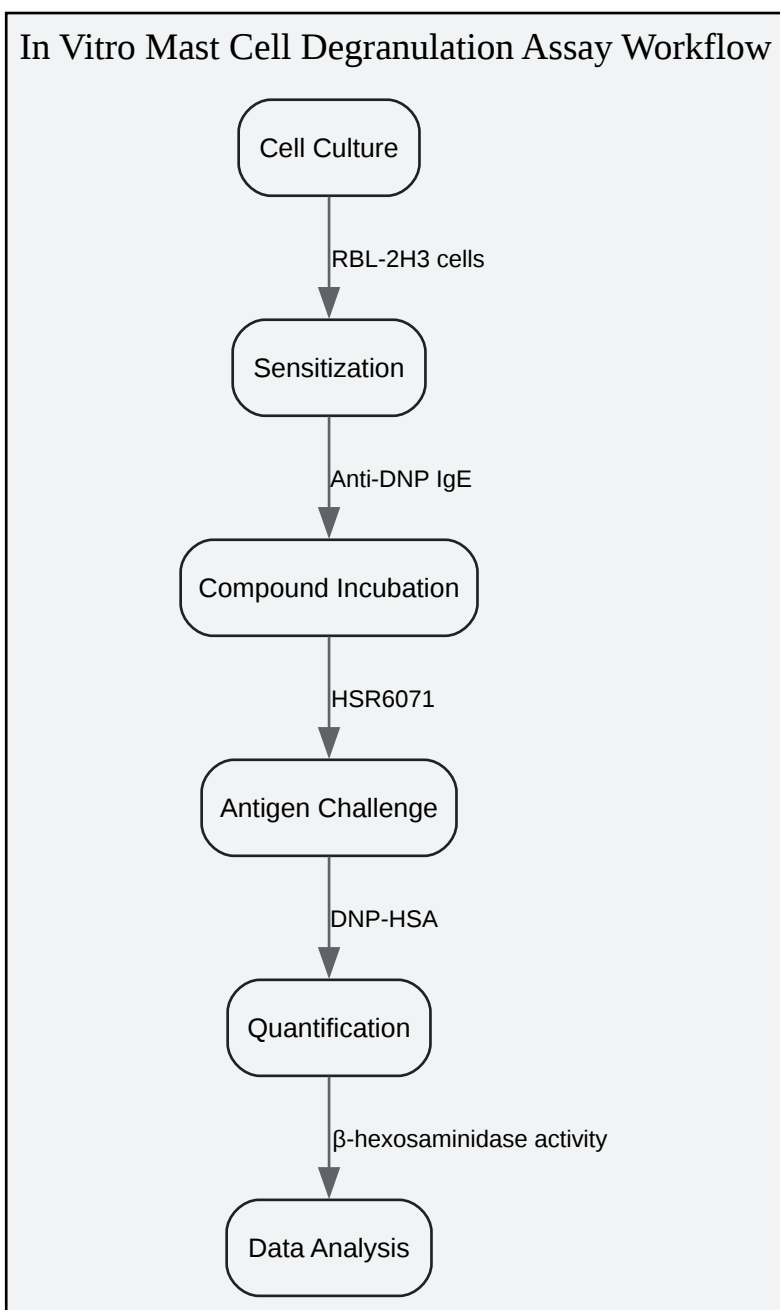 In Vitro Mast Cell Degranulation Assay Workflow
Cell Culture
RBL-2H3 cells
Sensitization
Anti-DNP IgE
Compound Incubation
HSR6071
Antigen Challenge
DNP-HSA
Quantification
β-hexosaminidase activity
Data Analysis